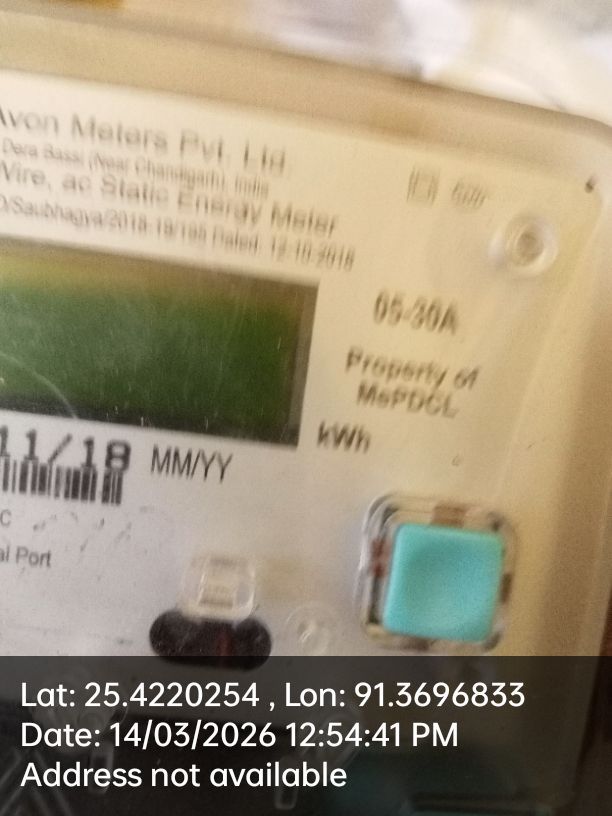 Avon Meters Pvt. Ltd.
Dera Bassi (Near Chandigarh), India
Wire, ac Static Energy Meter
/Saubhagya/2018-19/195 Dated: 12-10-2018
05-30A
Property of
MePDCL
kWh
11/18 MM/YY
C
al Port
Lat: 25.4220254 , Lon: 91.3696833
Date: 14/03/2026 12:54:41 PM
Address not available